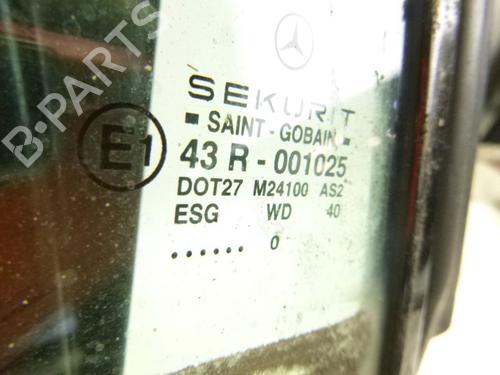 B-PARTS
SEKURIT
▪ SAINT-GOBAIN ▪
E1
43 R-001025
DOT27 M24100 AS2
ESG WD 40
...... 0